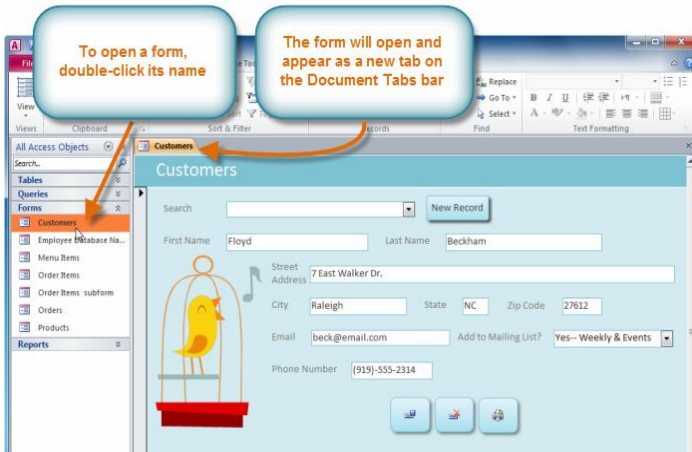 To open a form,
double-click its name
The form will open and
appear as a new tab on
the Document Tabs bar
A
View
Replace
Go To
Select
B I U
A
Views
Clipboard
Sort & Filter
Records
Find
Text Formatting
All Access Objects
Search...
Tables
Queries
Forms
Customers
Employee Database Na...
Menu Items
Order Items
Order Items subform
Orders
Products
Reports
Customers
Customers
Search
New Record
First Name Floyd Last Name Beckham
Street
Address 7 East Walker Dr.
City Raleigh State NC Zip Code 27612
Email beck@email.com Add to Mailing List? Yes-- Weekly & Events
Phone Number (919)-555-2314